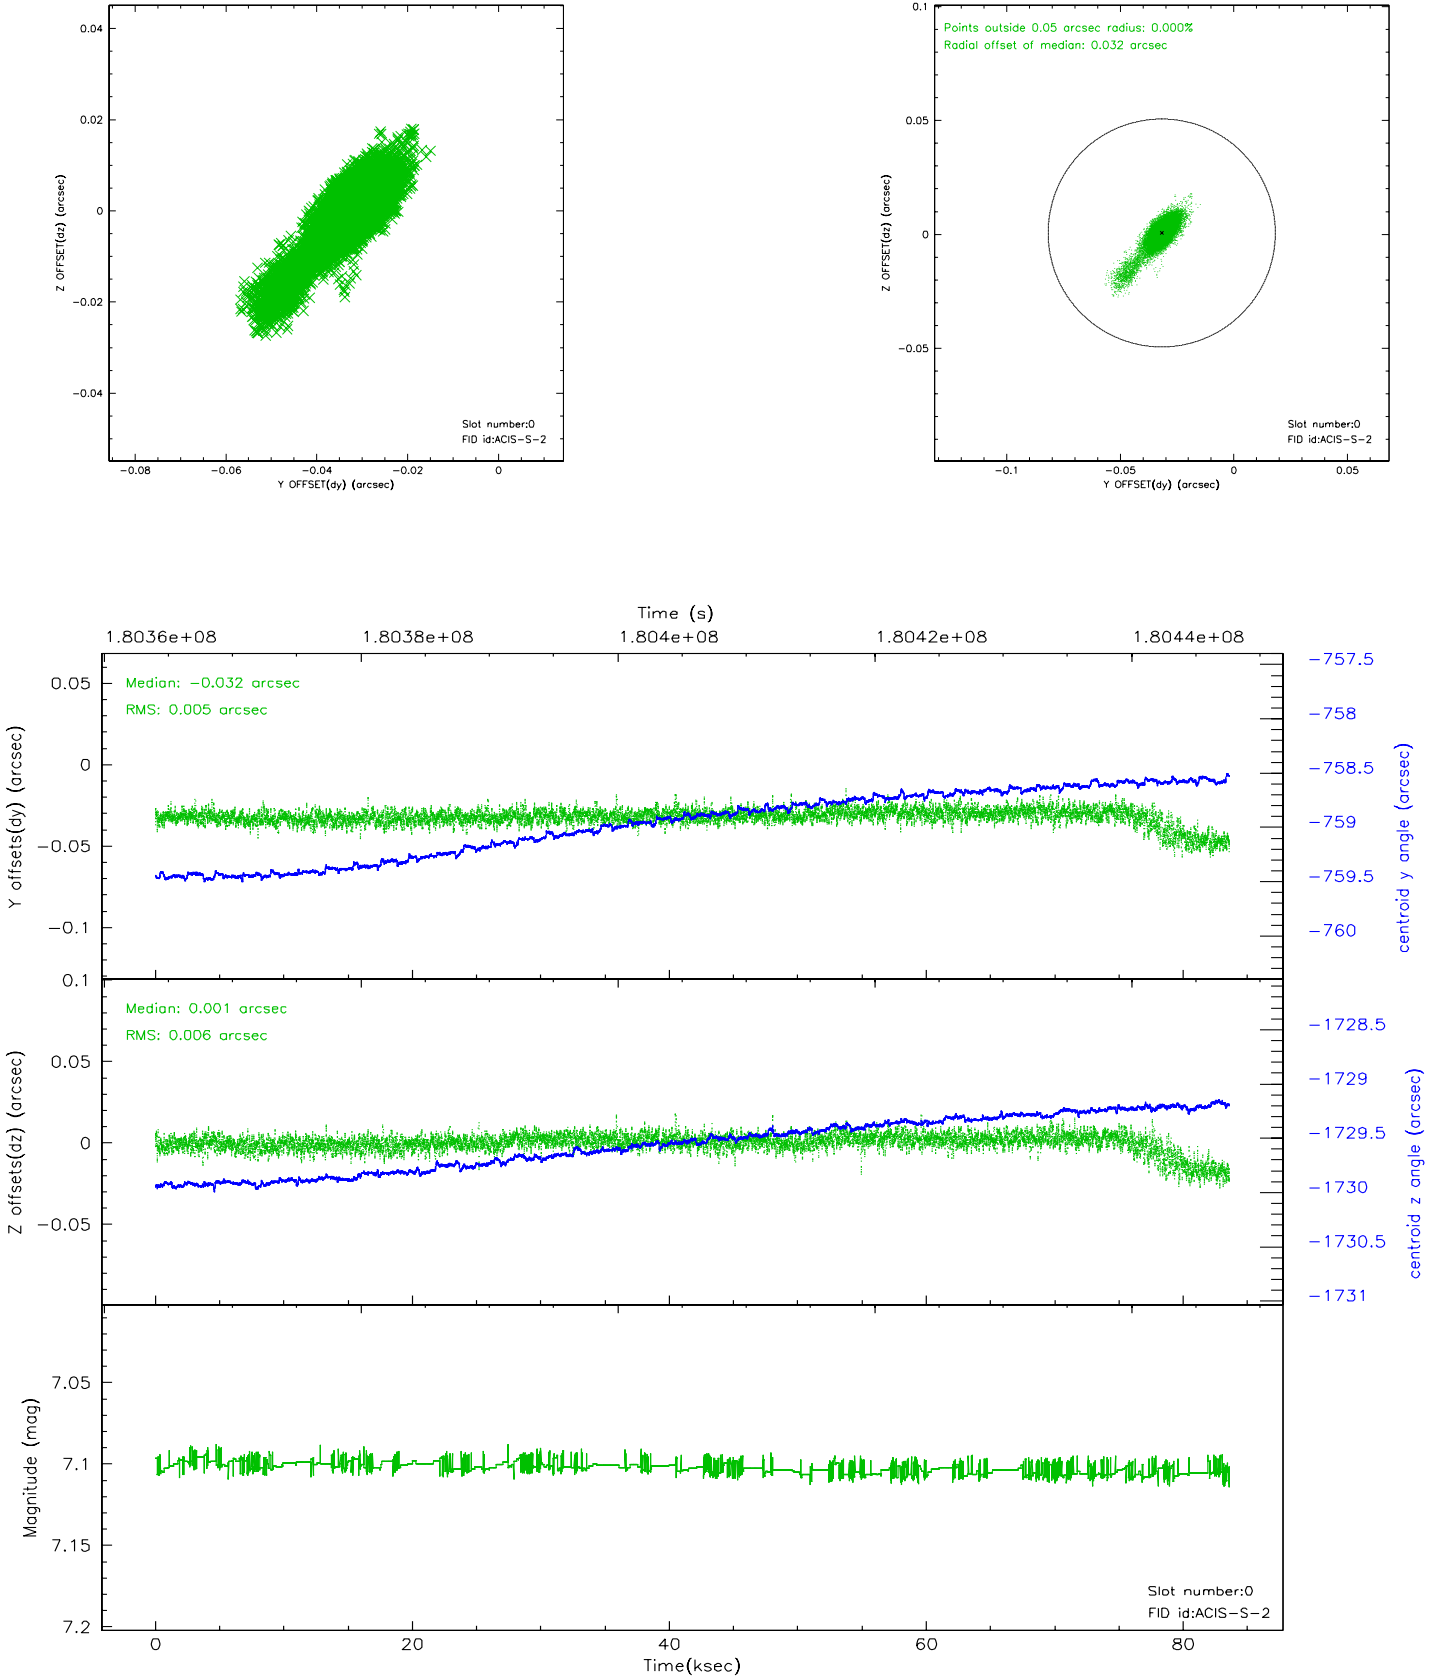 0.04
0.02
0
−0.02
−0.04
Z OFFSET(dz) (arcsec)
Slot number:0
FID id:ACIS−S−2
−0.08 −0.06 −0.04 −0.02 0
Y OFFSET(dy) (arcsec)
0.1
0.05
0
−0.05
Z OFFSET(dz) (arcsec)
Points outside 0.05 arcsec radius: 0.000%
Radial offset of median: 0.032 arcsec
Slot number:0
FID id:ACIS−S−2
−0.1 −0.05 0 0.05
Y OFFSET(dy) (arcsec)
Time (s)
1.8036e+08 1.8038e+08 1.804e+08 1.8042e+08 1.8044e+08
Median: −0.032 arcsec
RMS: 0.005 arcsec
0.05
0
−0.05
−0.1
Y offsets(dy) (arcsec)
−757.5
−758
−758.5
−759
−759.5
−760
centroid y angle (arcsec)
Median: 0.001 arcsec
RMS: 0.006 arcsec
0.1
0.05
0
−0.05
Z offsets(dz) (arcsec)
−1728.5
−1729
−1729.5
−1730
−1730.5
−1731
centroid z angle (arcsec)
7.05
7.1
7.15
7.2
Magnitude (mag)
Slot number:0
FID id:ACIS−S−2
0 20 40 60 80
Time(ksec)